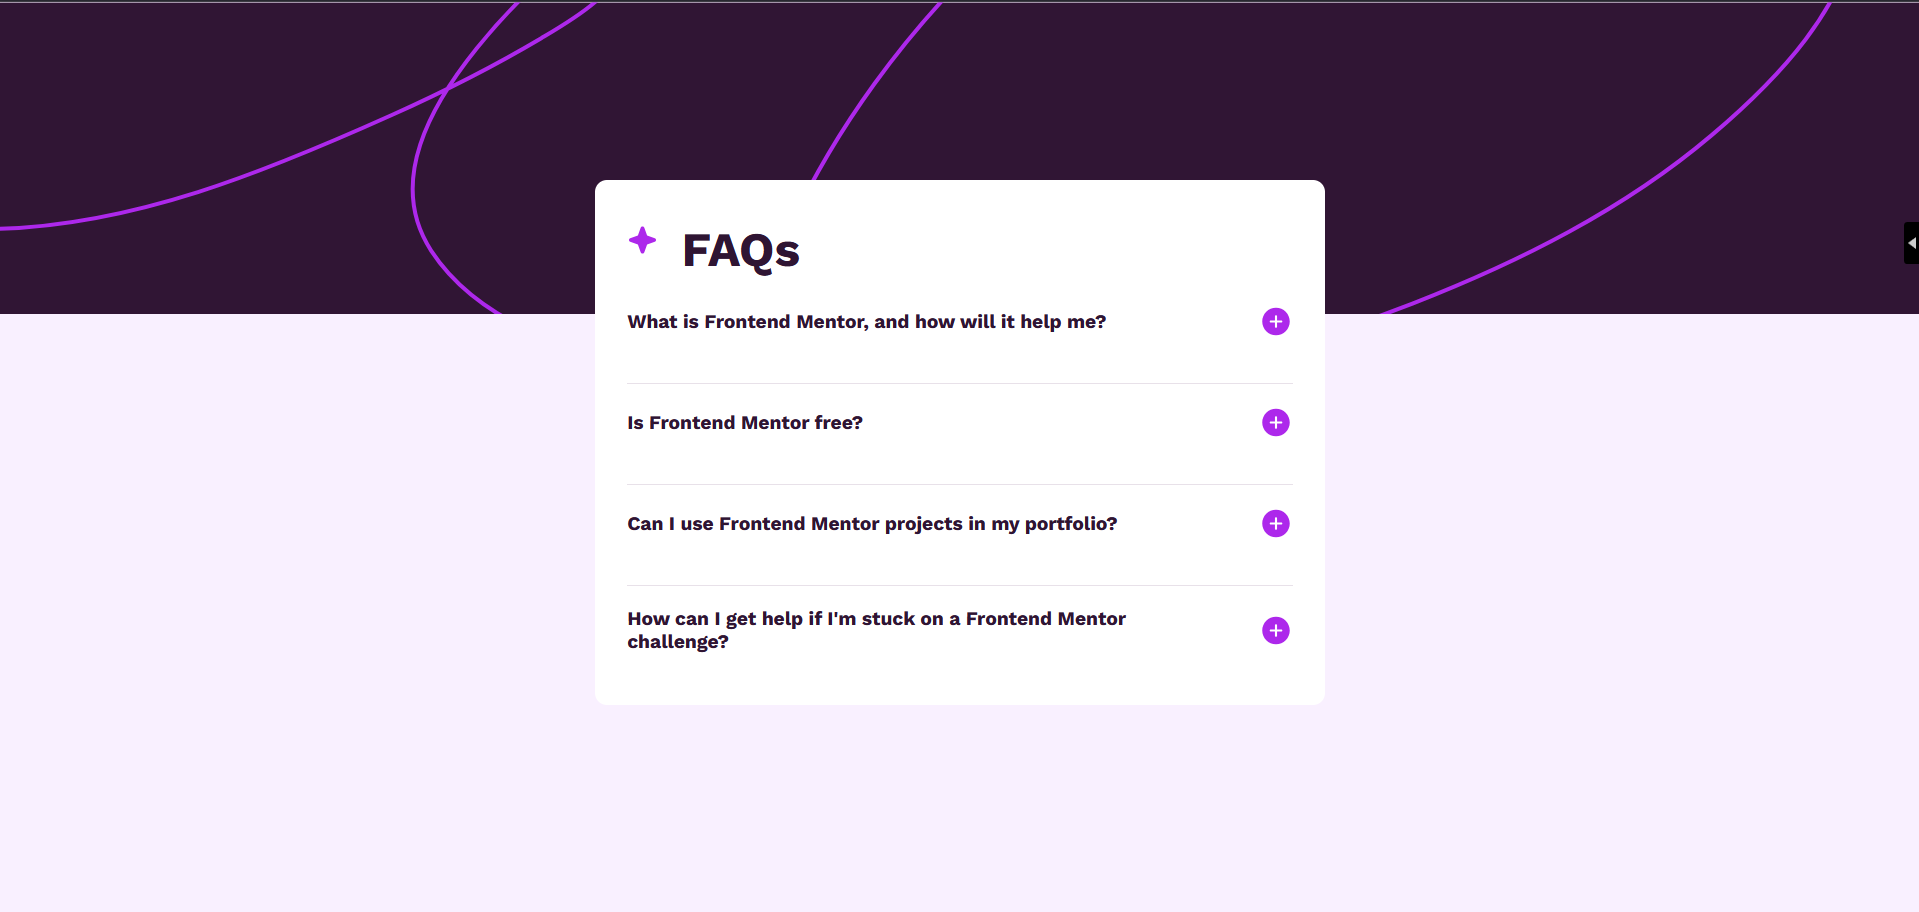 FAQs
What is Frontend Mentor, and how will it help me?
Is Frontend Mentor free?
Can I use Frontend Mentor projects in my portfolio?
How can I get help if I'm stuck on a Frontend Mentor
challenge?